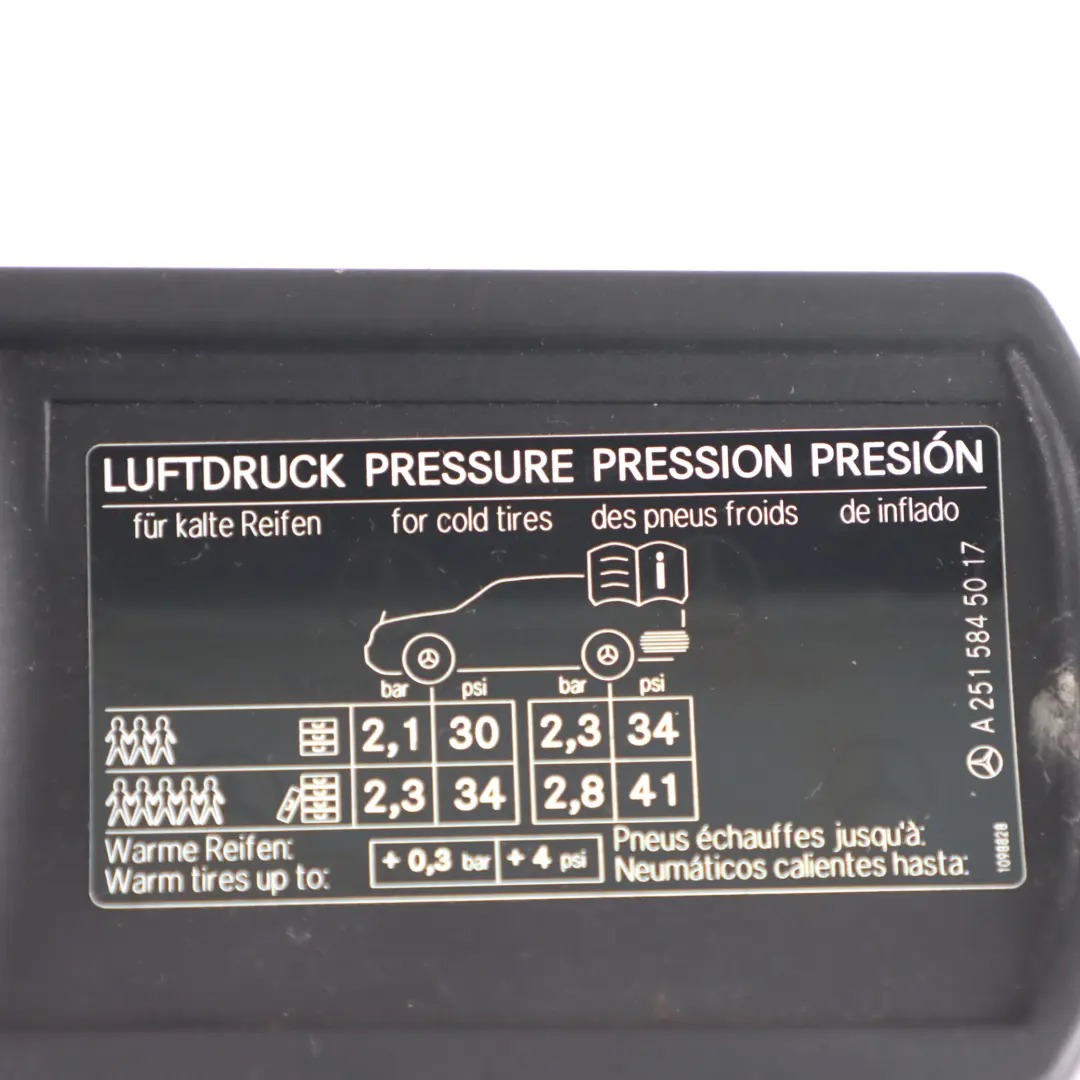 LUFTDRUCK PRESSURE PRESSION PRESIÓN
für kalte Reifen for cold tires des pneus froids de inflado
i
bar psi bar psi
2,1 30 2,3 34
2,3 34 2,8 41
Warme Reifen: Pneus échauffes jusqu'à:
+ 0,3 bar + 4 psi
Warm tires up to: Neumáticos calientes hasta:
A 251 584 50 17
1098828